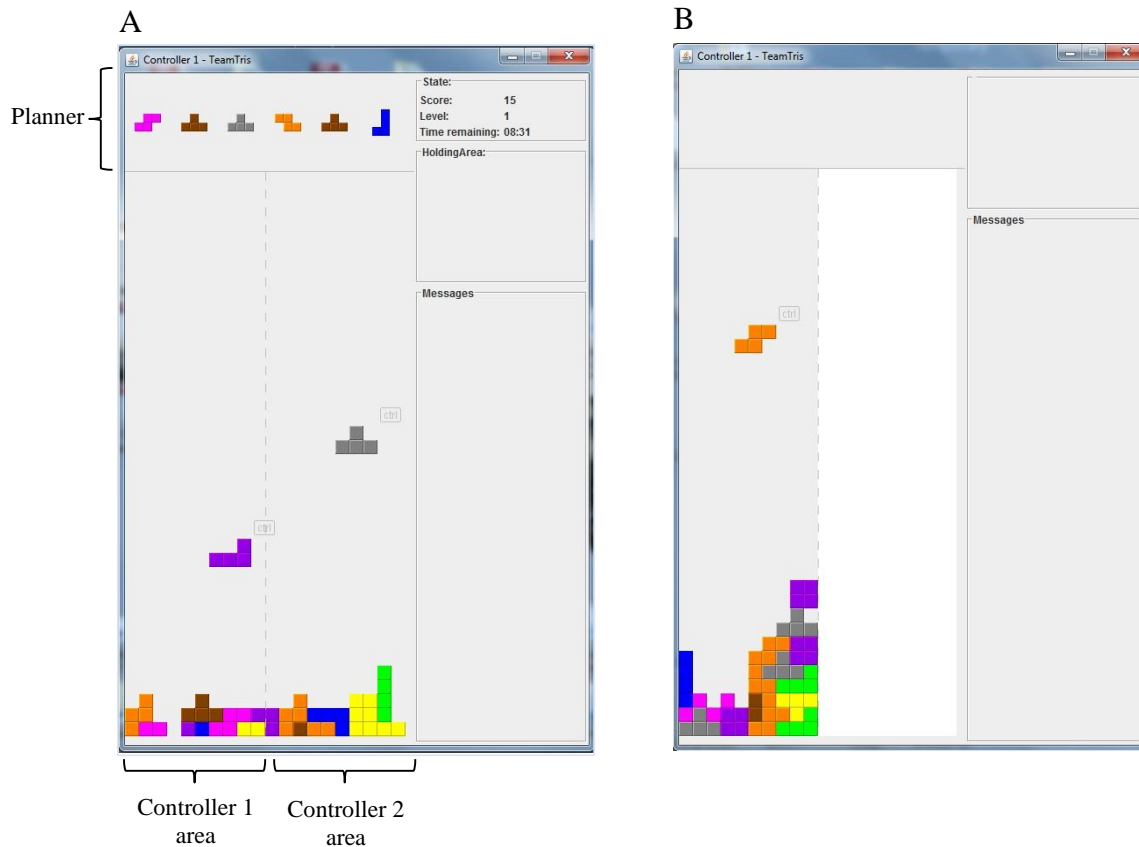 A
B
Controller 1 - TeamTris
Controller 1 - TeamTris
Planner
State:
Score: 15
Level: 1
Time remaining: 08:31
HoldingArea:
Messages
Messages
ctrl
ctrl
ctrl
Controller 1
area
Controller 2
area